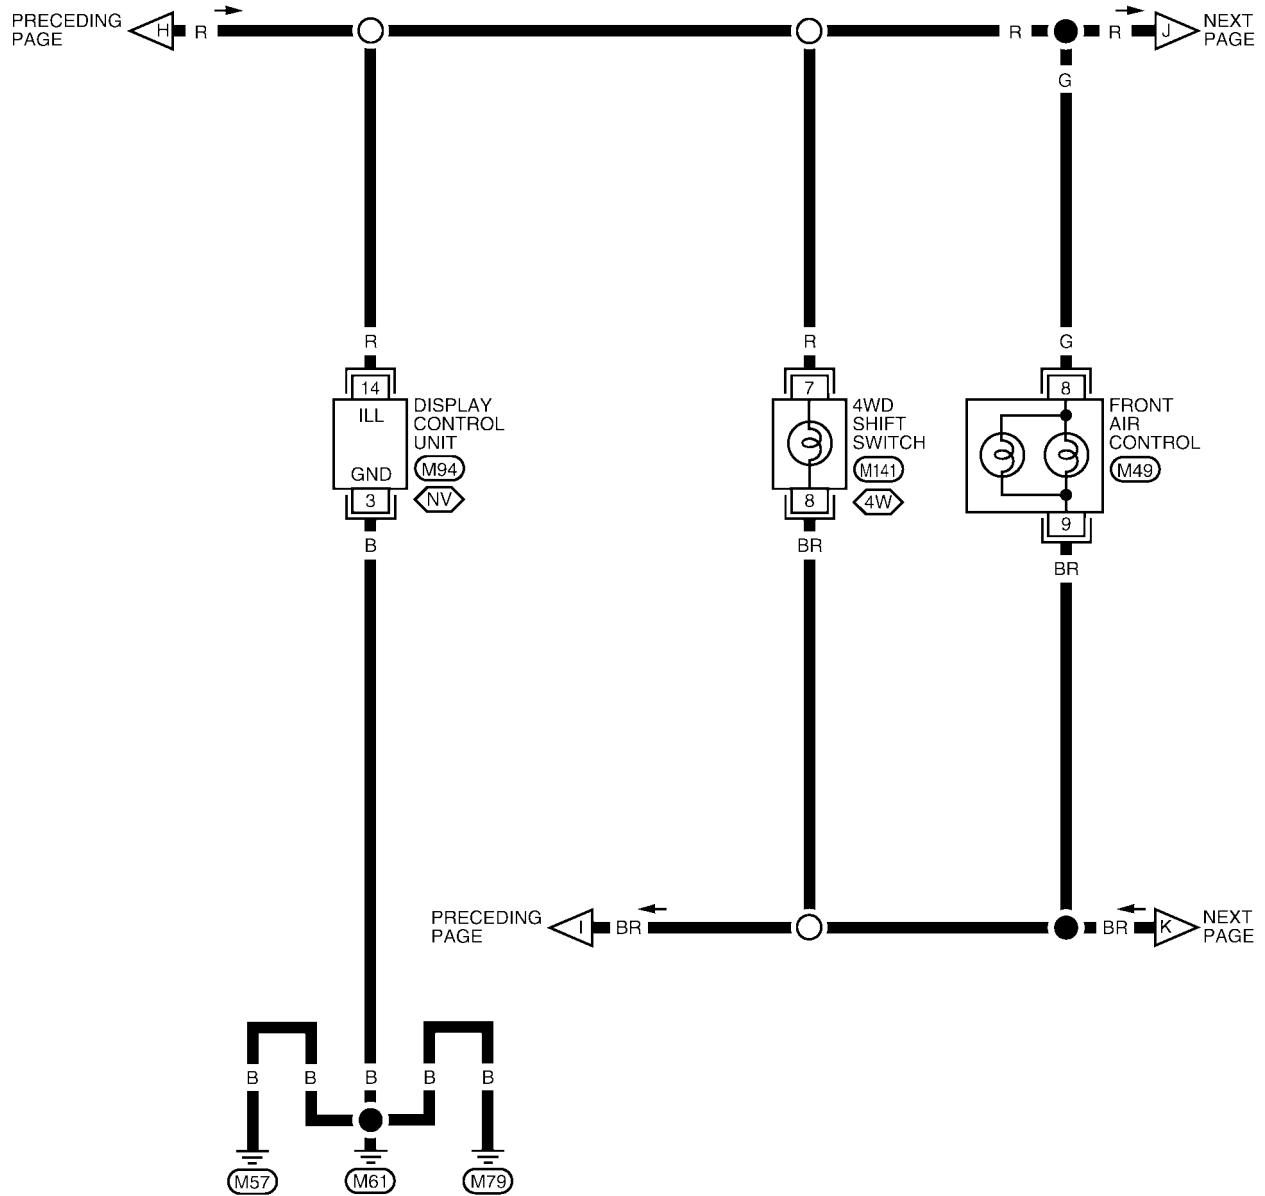 PRECEDING
PAGE
H
R
R
R
J
NEXT
PAGE
G
R
R
G
14
ILL
GND
3
DISPLAY
CONTROL
UNIT
M94
NV
7
8
4WD
SHIFT
SWITCH
M141
4W
8
9
FRONT
AIR
CONTROL
M49
B
BR
BR
PRECEDING
PAGE
I
BR
BR
K
NEXT
PAGE
B
B
B
B
B
M57
M61
M79